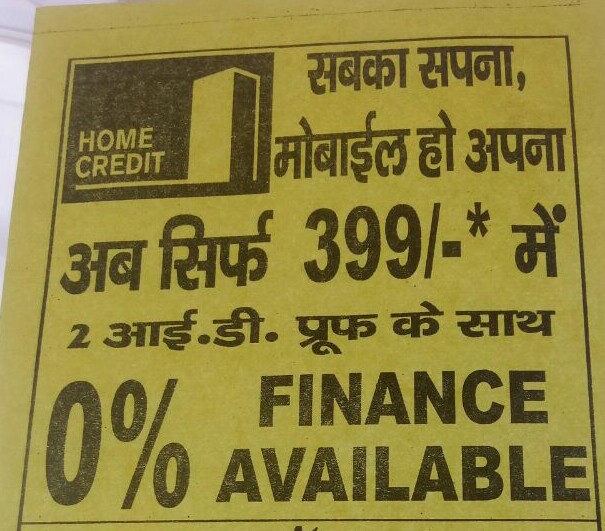 HOME
CREDIT
सबका सपना,
मोबाईल हो अपना
अब सिर्फ 399/-* में
2 आई.डी. प्रूफ के साथ
0% FINANCE
AVAILABLE